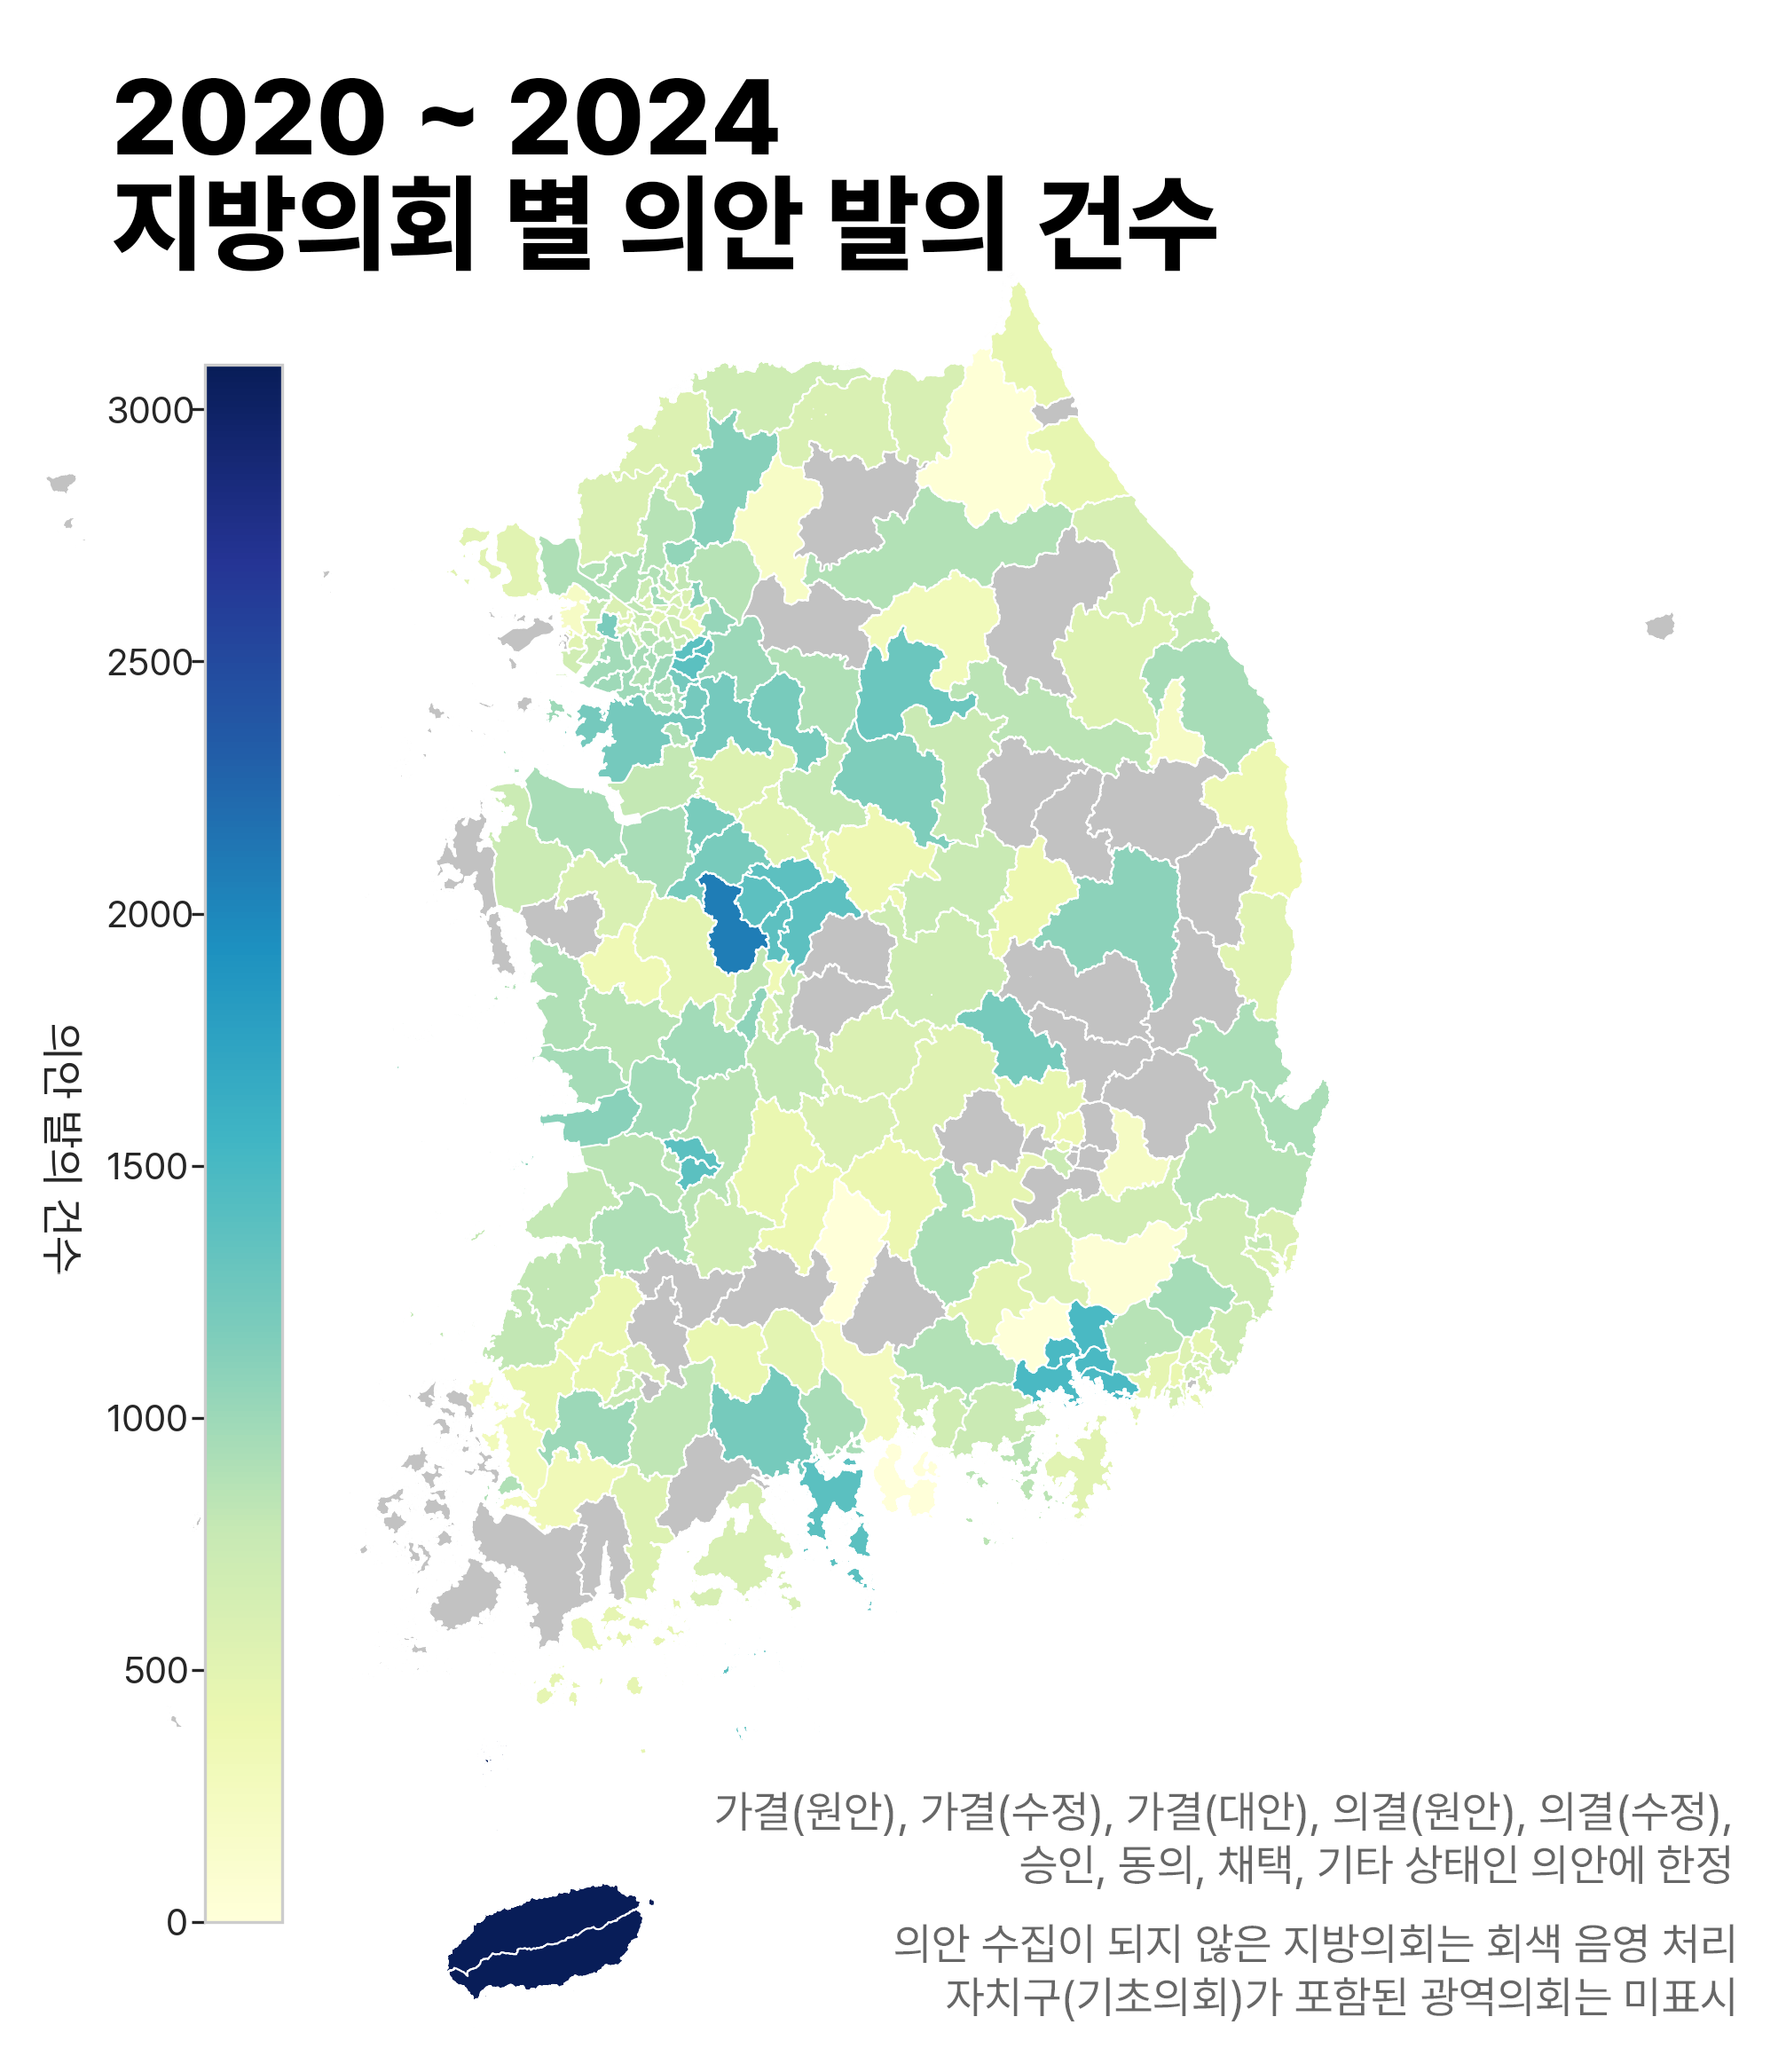 2020 ~ 2024
지방의회 별 의안 발의 건수
3000
2500
2000
1500
1000
500
0
의안 발의 건수
가결(원안), 가결(수정), 가결(대안), 의결(원안), 의결(수정),
승인, 동의, 채택, 기타 상태인 의안에 한정
의안 수집이 되지 않은 지방의회는 회색 음영 처리
자치구(기초의회)가 포함된 광역의회는 미표시